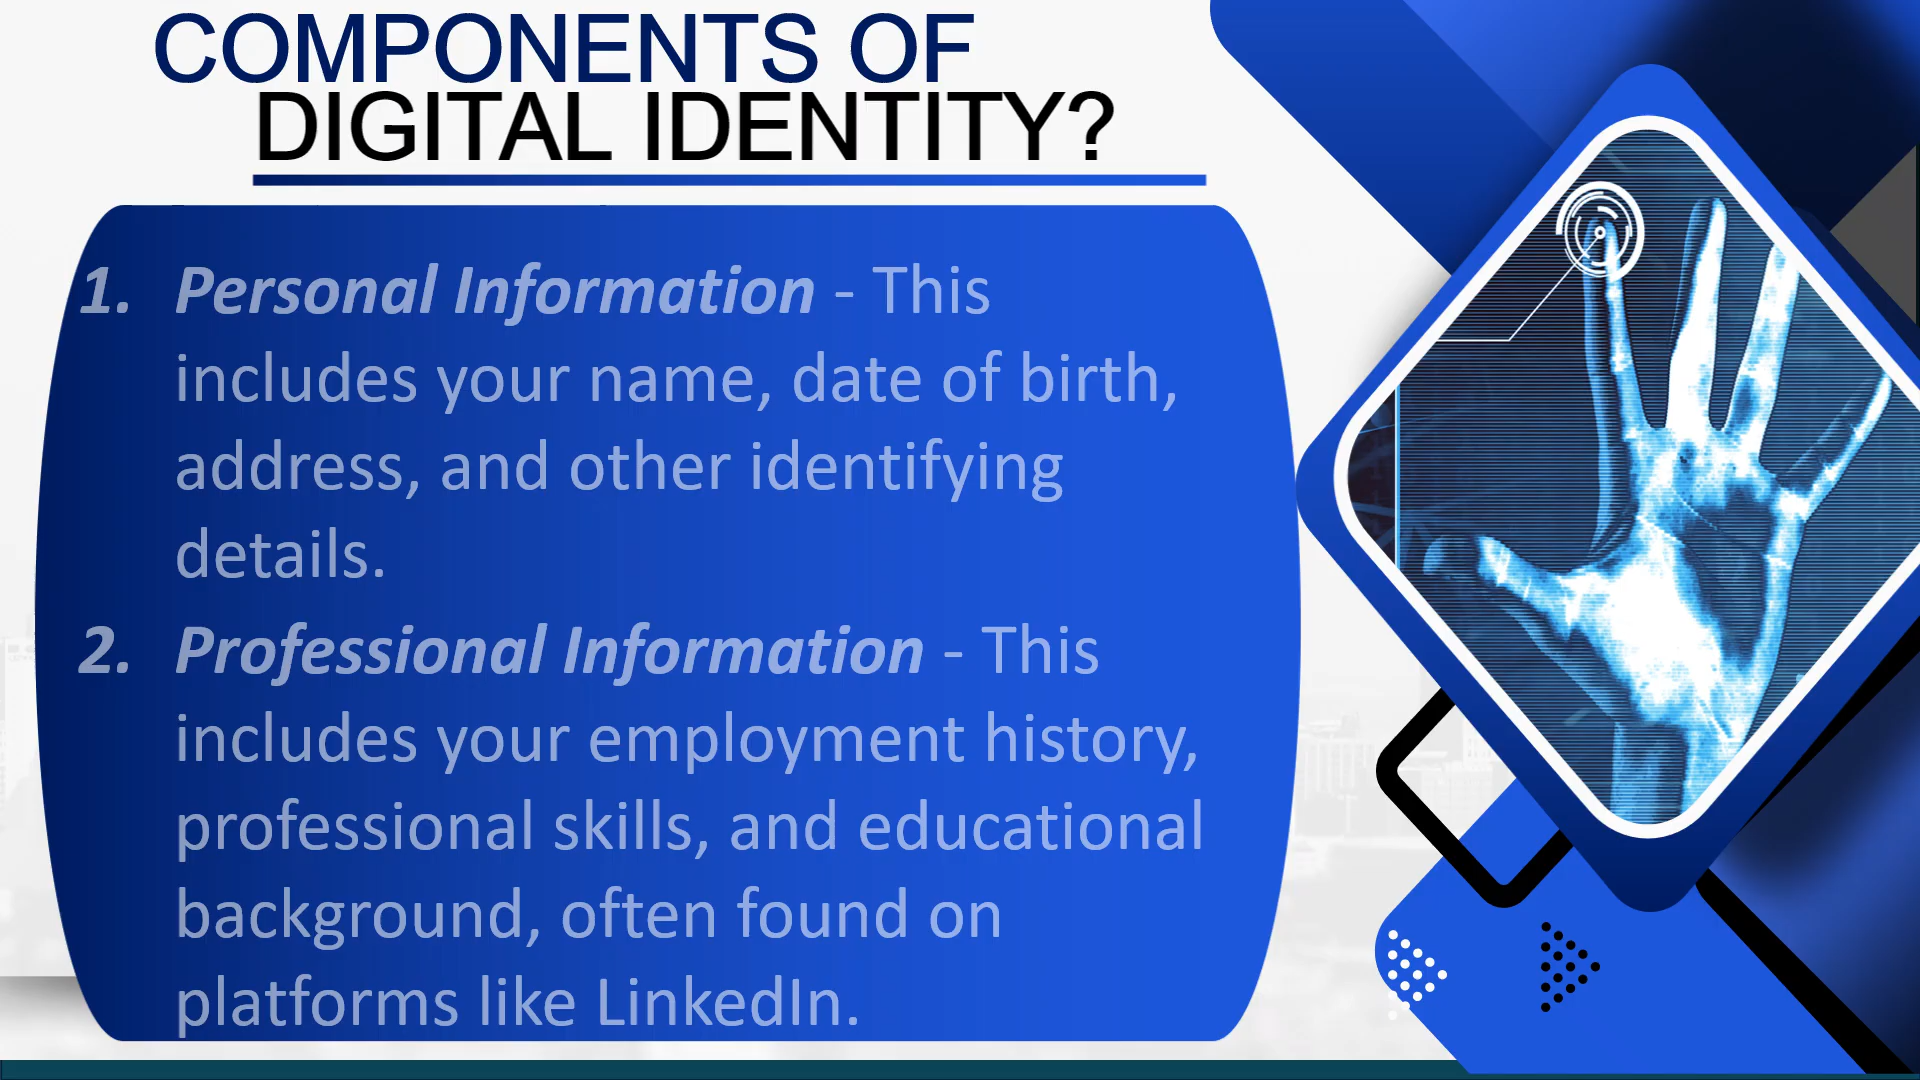 COMPONENTS OF
DIGITAL IDENTITY?
1. Personal Information - This
includes your name, date of birth,
address, and other identifying
details.
2. Professional Information - This
includes your employment history,
professional skills, and educational
background, often found on
platforms like LinkedIn.